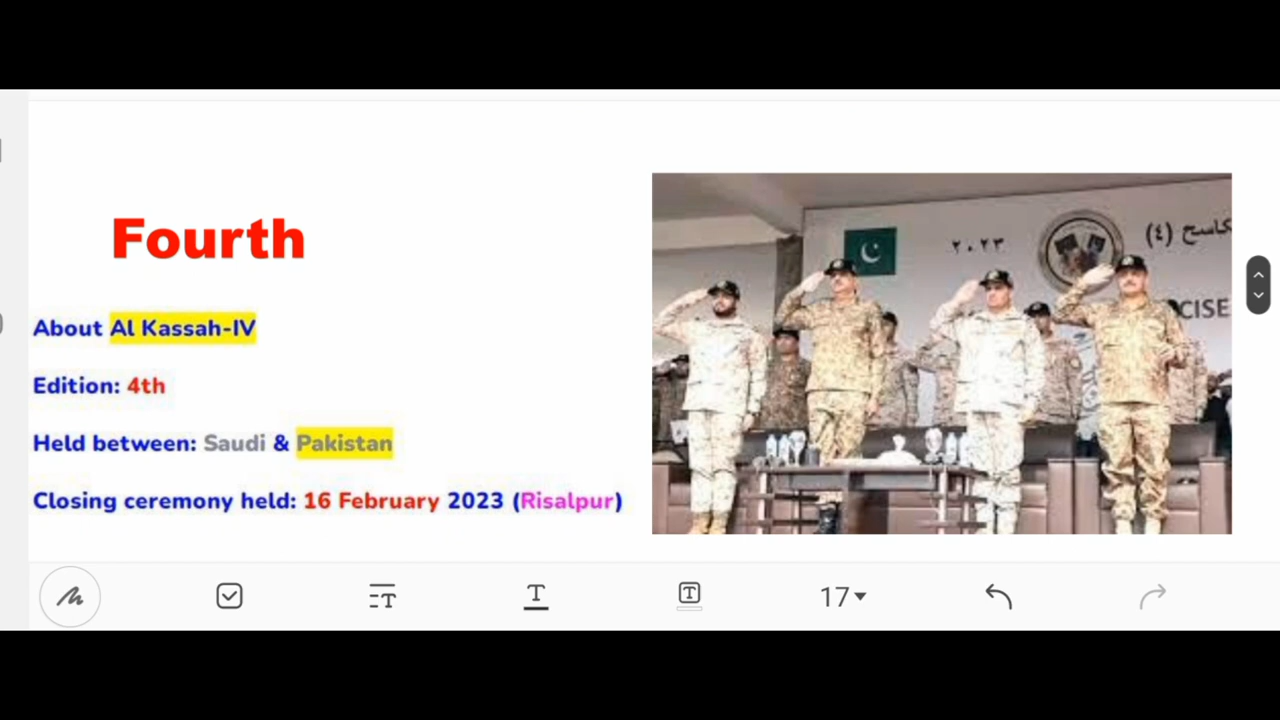 Fourth
About Al Kassah-IV
Edition: 4th
Held between: Saudi & Pakistan
Closing ceremony held: 16 February 2023 (Risalpur)
٢٠٢٣
كاسح (٤)
CISE
17